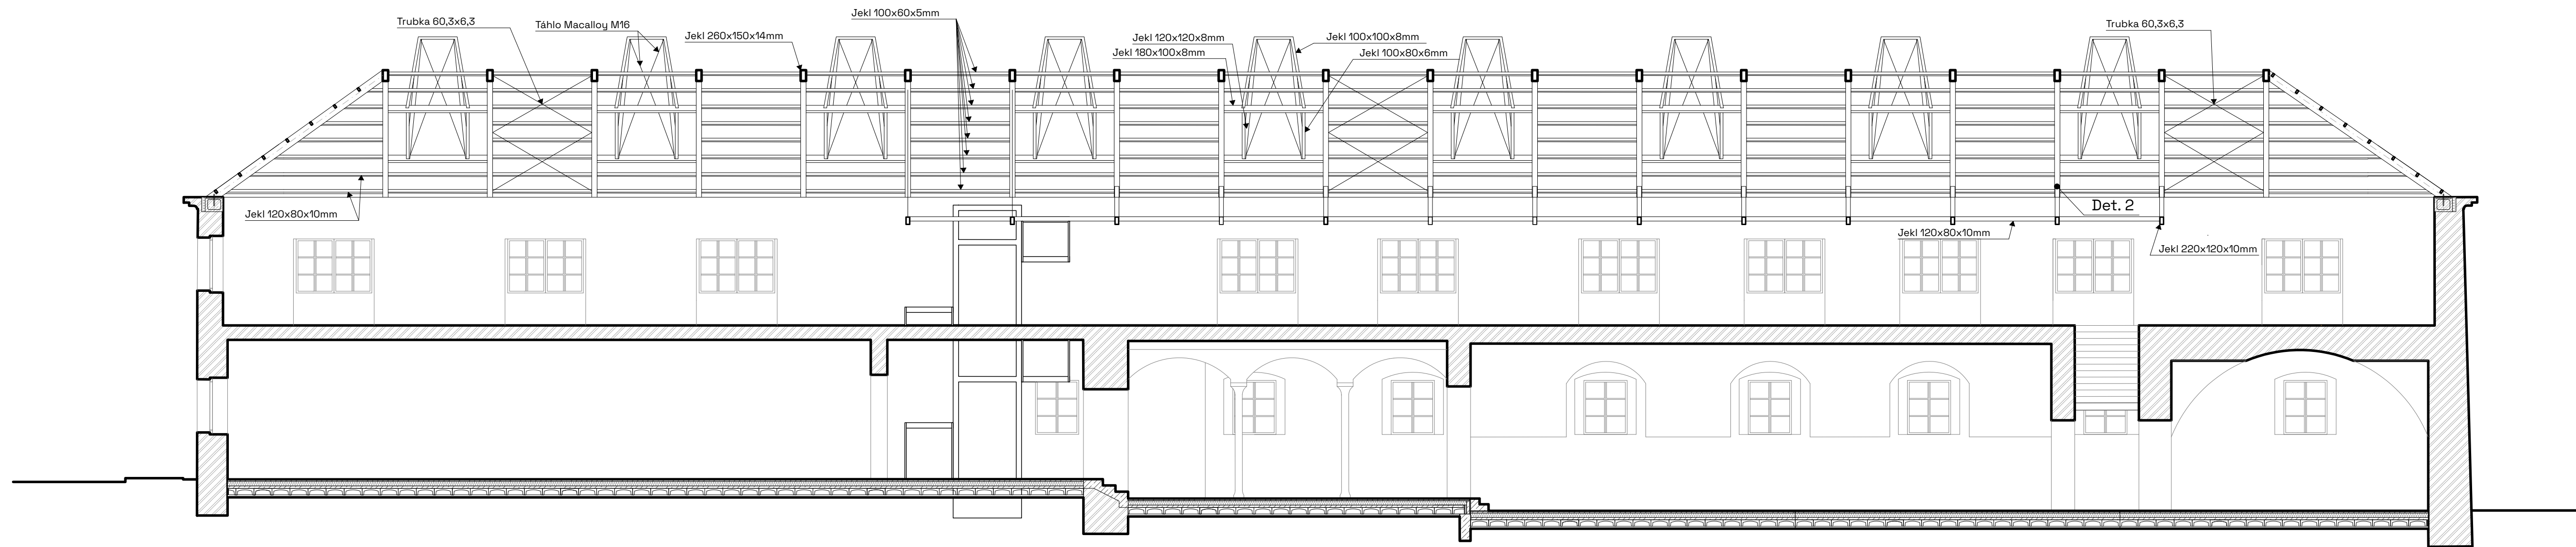 Jekl 100x60x5mm
Trubka 60,3x6,3
Táhlo Macalloy M16
Trubka 60,3x6,3
Jekl 260x150x14mm
Jekl 120x120x8mm
Jekl 100x100x8mm
Jekl 180x100x8mm
Jekl 100x80x6mm
Det. 2
Jekl 120x80x10mm
Jekl 120x80x10mm
Jekl 220x120x10mm